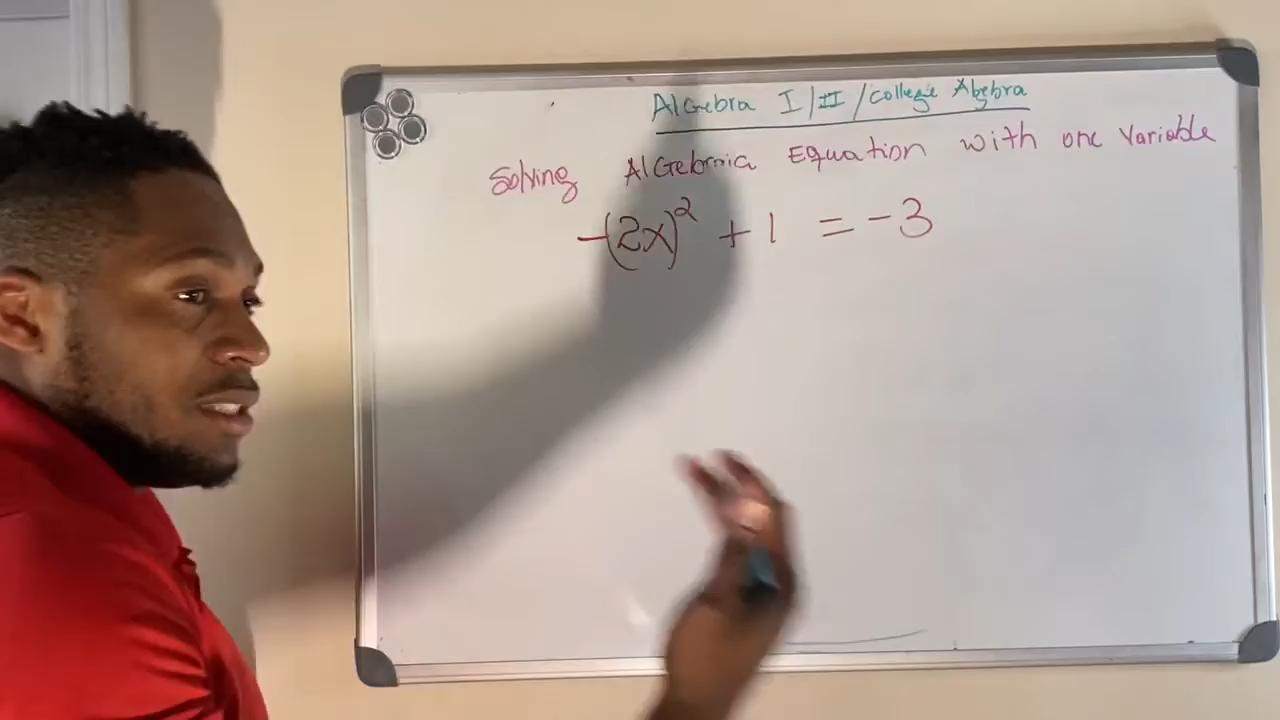 AlGebra I/II/college Algebra
Solving AlGebraic Equation with one Variable
-(2x)² + 1 = -3